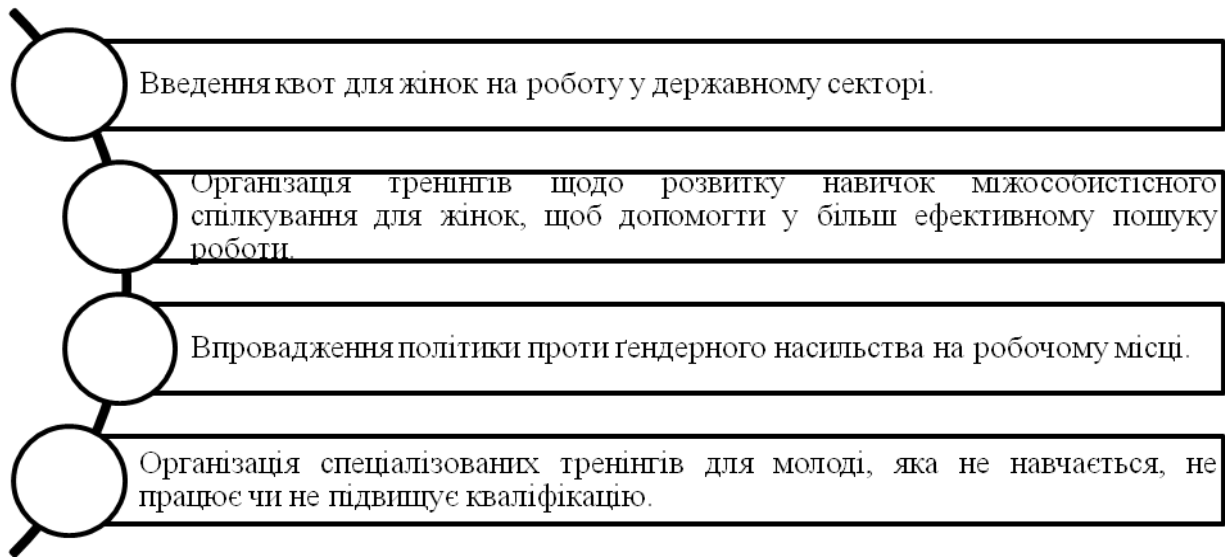 Введення квот для жінок на роботу у державному секторі.
Організація тренінгів щодо розвитку навичок міжособистісного
спілкування для жінок, щоб допомогти у більш ефективному пошуку
роботи.
Впровадження політики проти ґендерного насильства на робочому місці.
Організація спеціалізованих тренінгів для молоді, яка не навчається, не
працює чи не підвищує кваліфікацію.